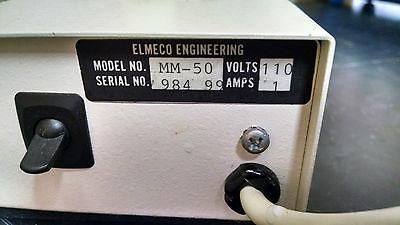 ELMECO ENGINEERING
MODEL NO. MM-50 VOLTS 110
SERIAL NO. 984 99 AMPS 1